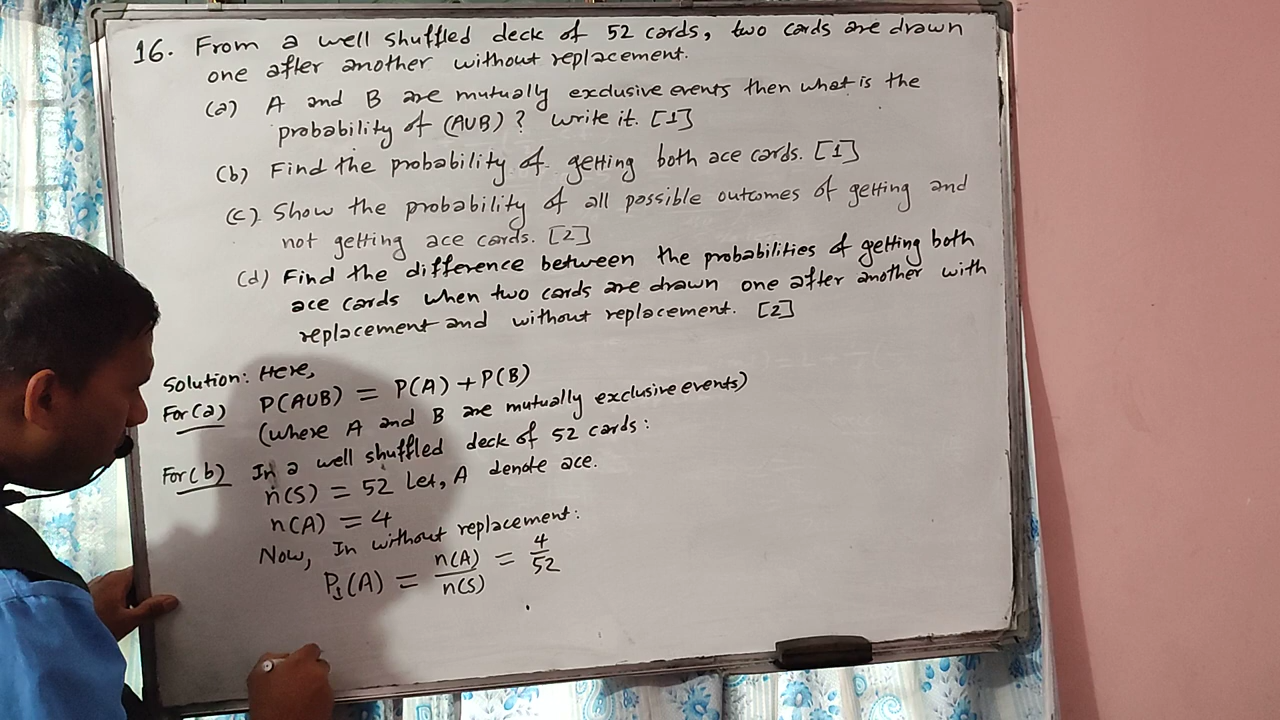 16. From a well shuffled deck of 52 cards, two cards are drawn
one after another without replacement.
(a) A and B are mutually exclusive events then what is the
probability of (AUB)? Write it. [1]
(b) Find the probability of getting both ace cards. [1]
(c) Show the probability of all possible outcomes of getting and
not getting ace cards. [2]
(d) Find the difference between the probabilities of getting both
ace cards when two cards are drawn one after another with
replacement and without replacement. [2]
Solution: Here,
For(a) P(AUB) = P(A) + P(B)
(where A and B are mutually exclusive events)
For(b) In a well shuffled deck of 52 cards:
n(S) = 52 Let, A denote ace.
n(A) = 4
Now, In without replacement:
P₁(A) = n(A)/n(S) = 4/52